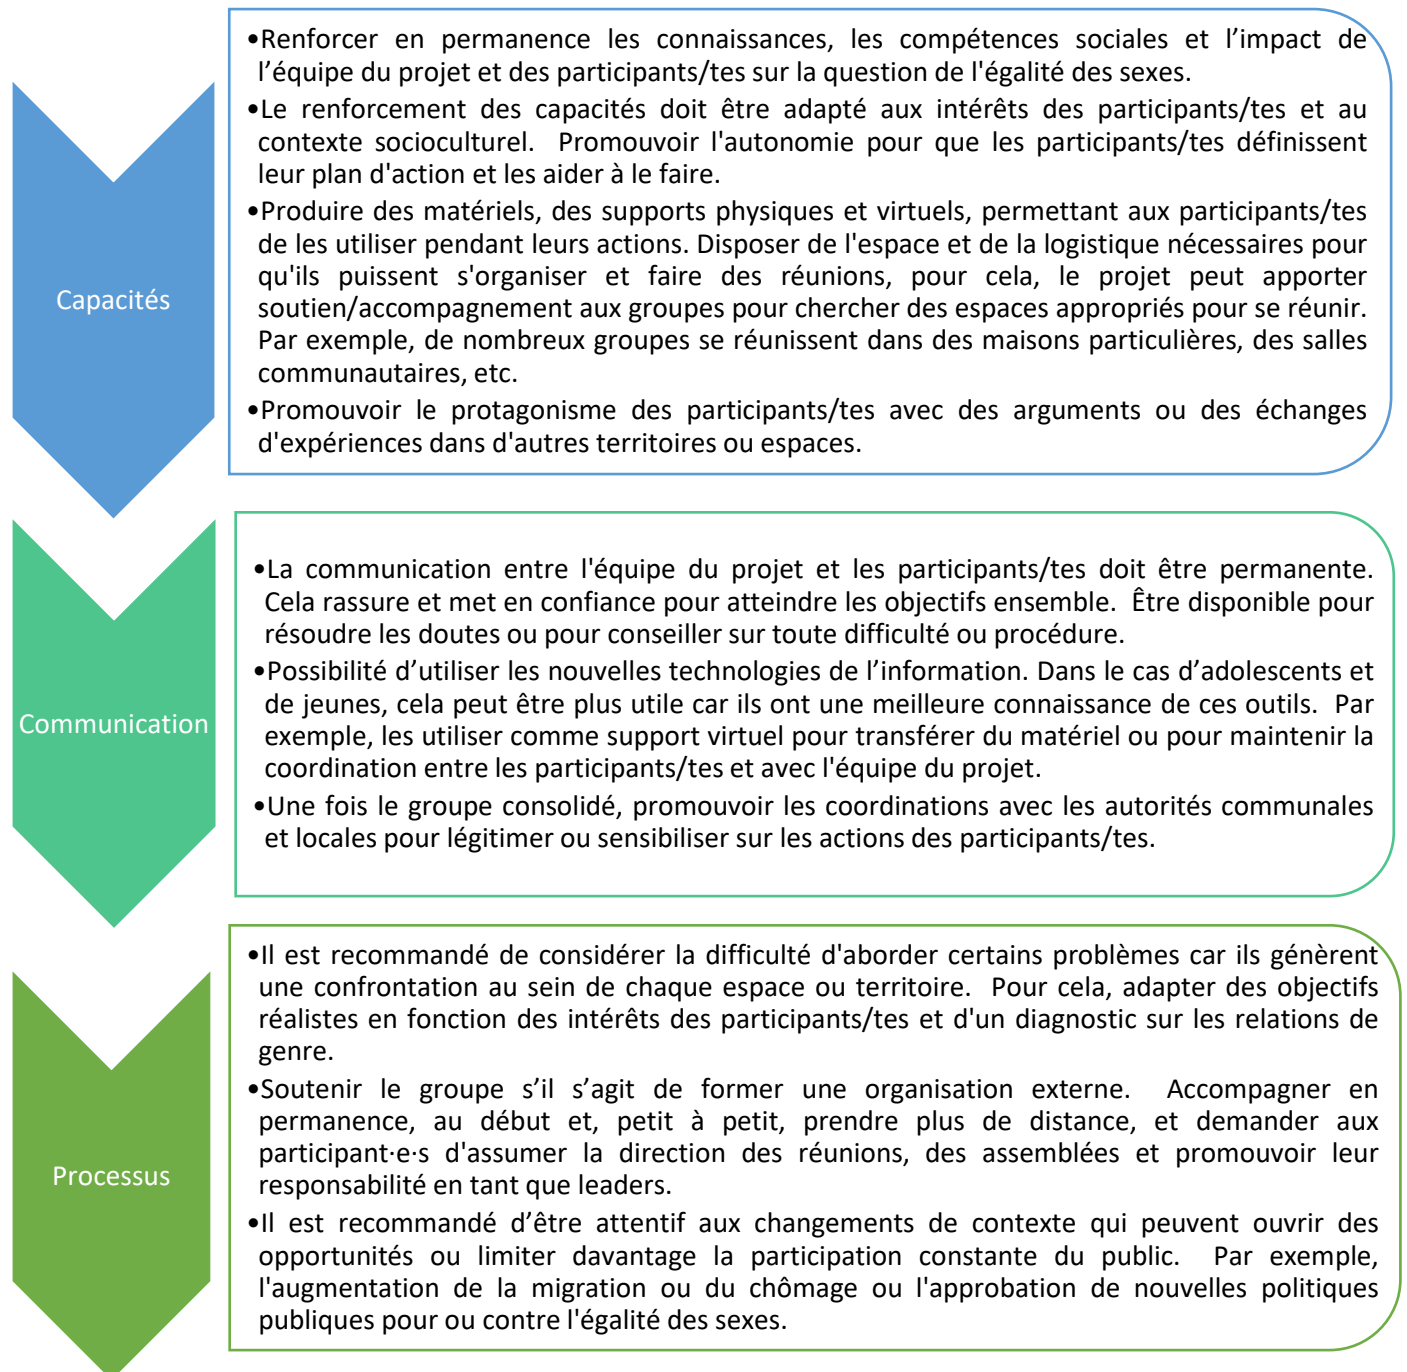 •Renforcer en permanence les connaissances, les compétences sociales et l’impact de
l’équipe du projet et des participants/tes sur la question de l'égalité des sexes.
•Le renforcement des capacités doit être adapté aux intérêts des participants/tes et au
contexte socioculturel. Promouvoir l'autonomie pour que les participants/tes définissent
leur plan d'action et les aider à le faire.
•Produire des matériels, des supports physiques et virtuels, permettant aux participants/tes
de les utiliser pendant leurs actions. Disposer de l'espace et de la logistique nécessaires pour
qu'ils puissent s'organiser et faire des réunions, pour cela, le projet peut apporter
soutien/accompagnement aux groupes pour chercher des espaces appropriés pour se réunir.
Par exemple, de nombreux groupes se réunissent dans des maisons particulières, des salles
communautaires, etc.
•Promouvoir le protagonisme des participants/tes avec des arguments ou des échanges
d'expériences dans d'autres territoires ou espaces.
Capacités
•La communication entre l'équipe du projet et les participants/tes doit être permanente.
Cela rassure et met en confiance pour atteindre les objectifs ensemble. Être disponible pour
résoudre les doutes ou pour conseiller sur toute difficulté ou procédure.
•Possibilité d’utiliser les nouvelles technologies de l’information. Dans le cas d’adolescents et
de jeunes, cela peut être plus utile car ils ont une meilleure connaissance de ces outils. Par
exemple, les utiliser comme support virtuel pour transférer du matériel ou pour maintenir la
coordination entre les participants/tes et avec l'équipe du projet.
•Une fois le groupe consolidé, promouvoir les coordinations avec les autorités communales
et locales pour légitimer ou sensibiliser sur les actions des participants/tes.
Communication
•Il est recommandé de considérer la difficulté d'aborder certains problèmes car ils génèrent
une confrontation au sein de chaque espace ou territoire. Pour cela, adapter des objectifs
réalistes en fonction des intérêts des participants/tes et d'un diagnostic sur les relations de
genre.
•Soutenir le groupe s’il s’agit de former une organisation externe. Accompagner en
permanence, au début et, petit à petit, prendre plus de distance, et demander aux
participant·e·s d'assumer la direction des réunions, des assemblées et promouvoir leur
responsabilité en tant que leaders.
•Il est recommandé d’être attentif aux changements de contexte qui peuvent ouvrir des
opportunités ou limiter davantage la participation constante du public. Par exemple,
l'augmentation de la migration ou du chômage ou l'approbation de nouvelles politiques
publiques pour ou contre l'égalité des sexes.
Processus